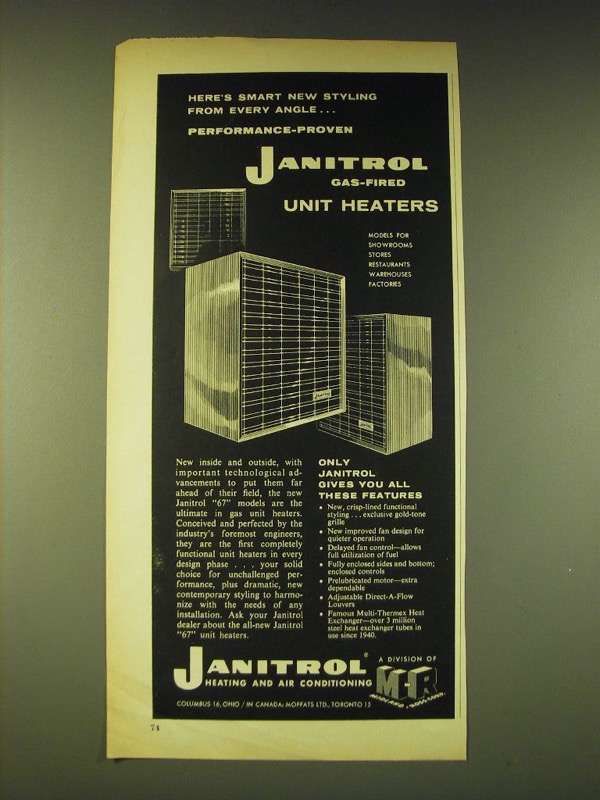 HERE'S SMART NEW STYLING
FROM EVERY ANGLE...
PERFORMANCE-PROVEN
JANITROL
GAS-FIRED
UNIT HEATERS
MODELS FOR
SHOWROOMS
STORES
RESTAURANTS
WAREHOUSES
FACTORIES
Janitrol
New inside and outside, with
important technological ad-
vancements to put them far
ahead of their field, the new
Janitrol "67" models are the
ultimate in gas unit heaters.
Conceived and perfected by the
industry's foremost engineers,
they are the first completely
functional unit heaters in every
design phase . . . your solid
choice for unchallenged per-
formance, plus dramatic, new
contemporary styling to harmo-
nize with the needs of any
installation. Ask your Janitrol
dealer about the all-new Janitrol
"67" unit heaters.
ONLY
JANITROL
GIVES YOU ALL
THESE FEATURES
• New, crisp-lined functional
styling . . . exclusive gold-tone
grille
• New improved fan design for
quieter operation
• Delayed fan control—allows
full utilization of fuel
• Fully enclosed sides and bottom;
enclosed controls
• Prelubricated motor—extra
dependable
• Adjustable Direct-A-Flow
Louvers
• Famous Multi-Thermex Heat
Exchanger—over 3 million
steel heat exchanger tubes in
use since 1940.
JANITROL®
HEATING AND AIR CONDITIONING
A DIVISION OF
M-R
MIDLAND-ROSS
COLUMBUS 16, OHIO / IN CANADA: MOFFATS LTD., TORONTO 15
74